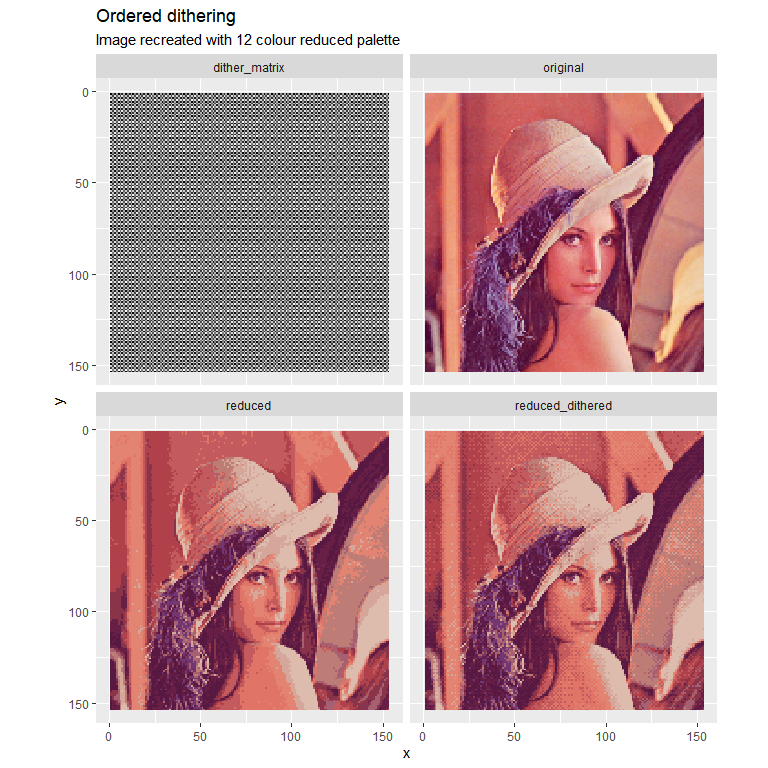 Ordered dithering
Image recreated with 12 colour reduced palette
dither_matrix
original
0
50
100
150
reduced
reduced_dithered
0
50
100
150
y
0
50
100
150
0
50
100
150
x